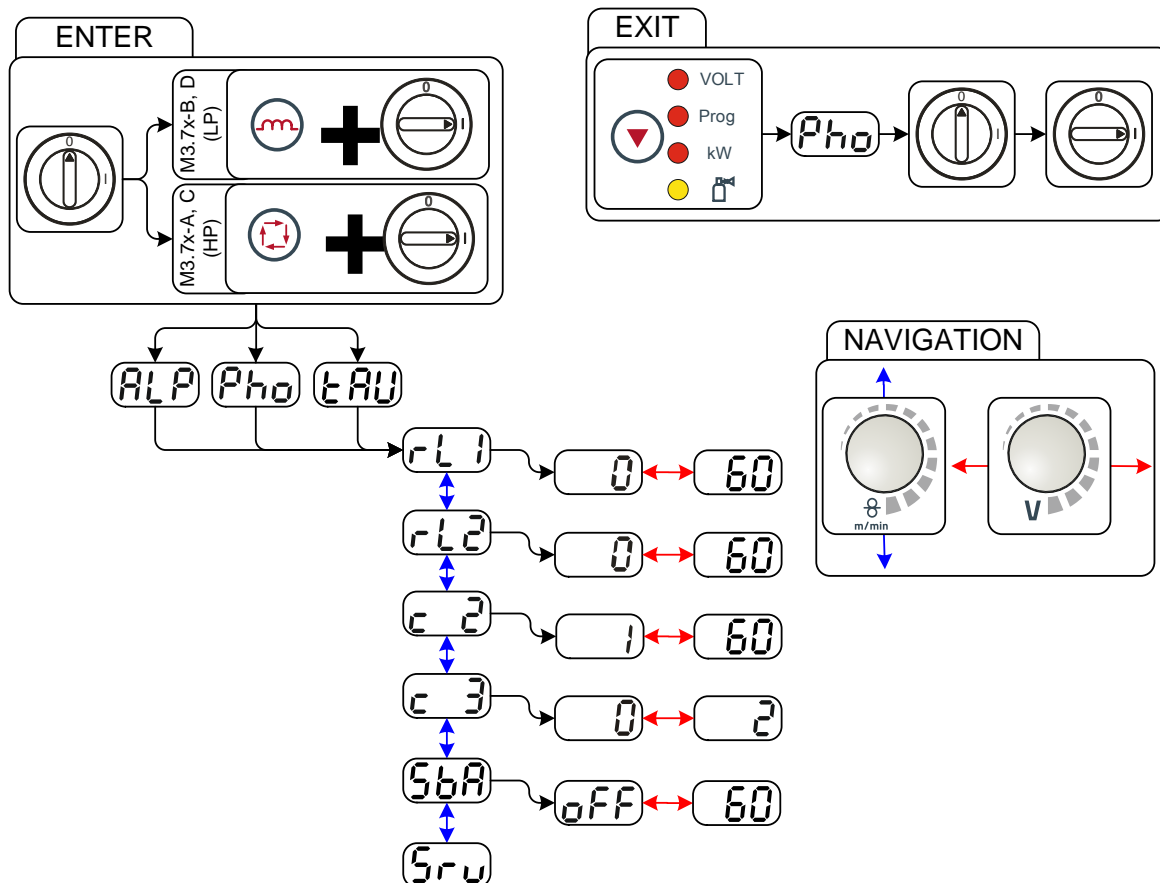 ENTER
M3.7x-B, D
(LP)
0
I
0
I
M3.7x-A, C
(HP)
0
I
EXIT
VOLT
Prog
kW
Pho
0
I
0
I
ALP Pho tAU
rL1 0 60
rL2 0 60
c 2 1 60
c 3 0 2
SbA oFF 60
Srv
NAVIGATION
m/min
V